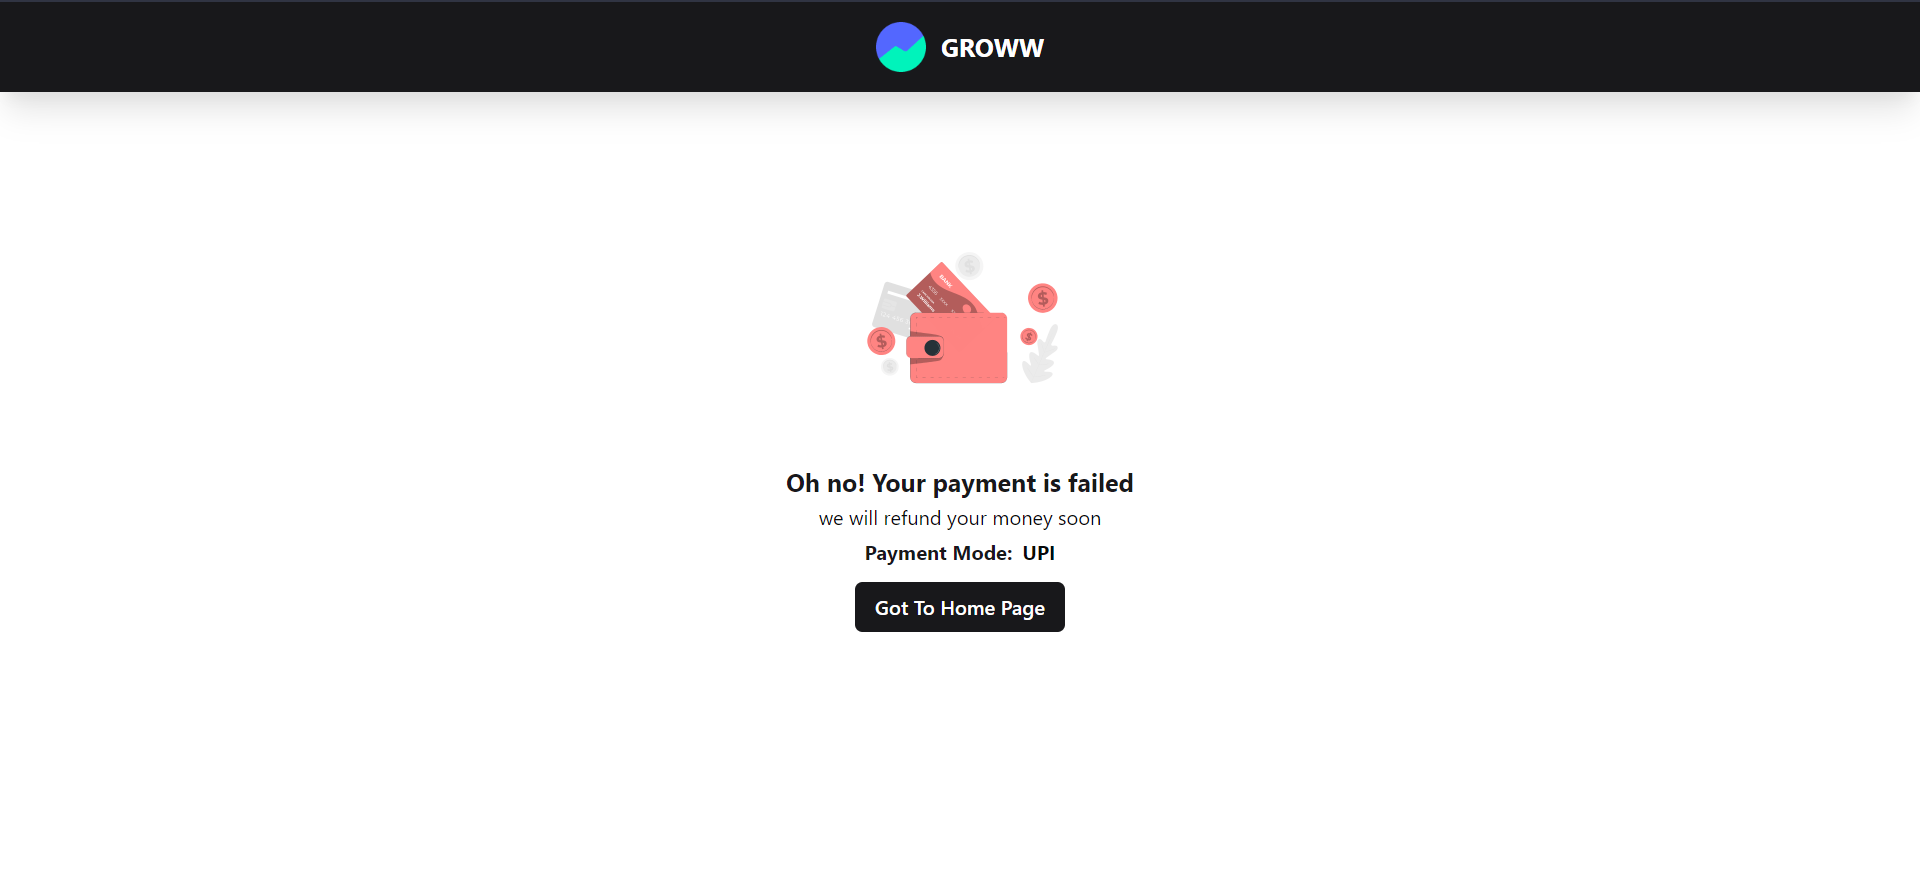 GROWW
BANK
Oh no! Your payment is failed
we will refund your money soon
Payment Mode: UPI
Got To Home Page